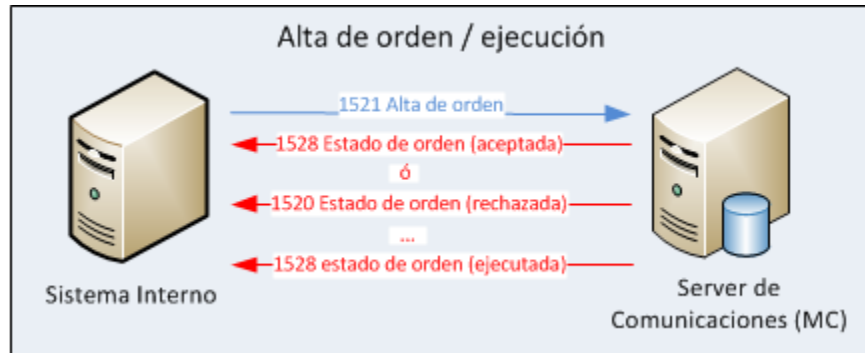 Alta de orden / ejecución
1521 Alta de orden
1528 Estado de orden (aceptada)
ó
1520 Estado de orden (rechazada)
...
1528 estado de orden (ejecutada)
Sistema Interno
Server de
Comunicaciones (MC)